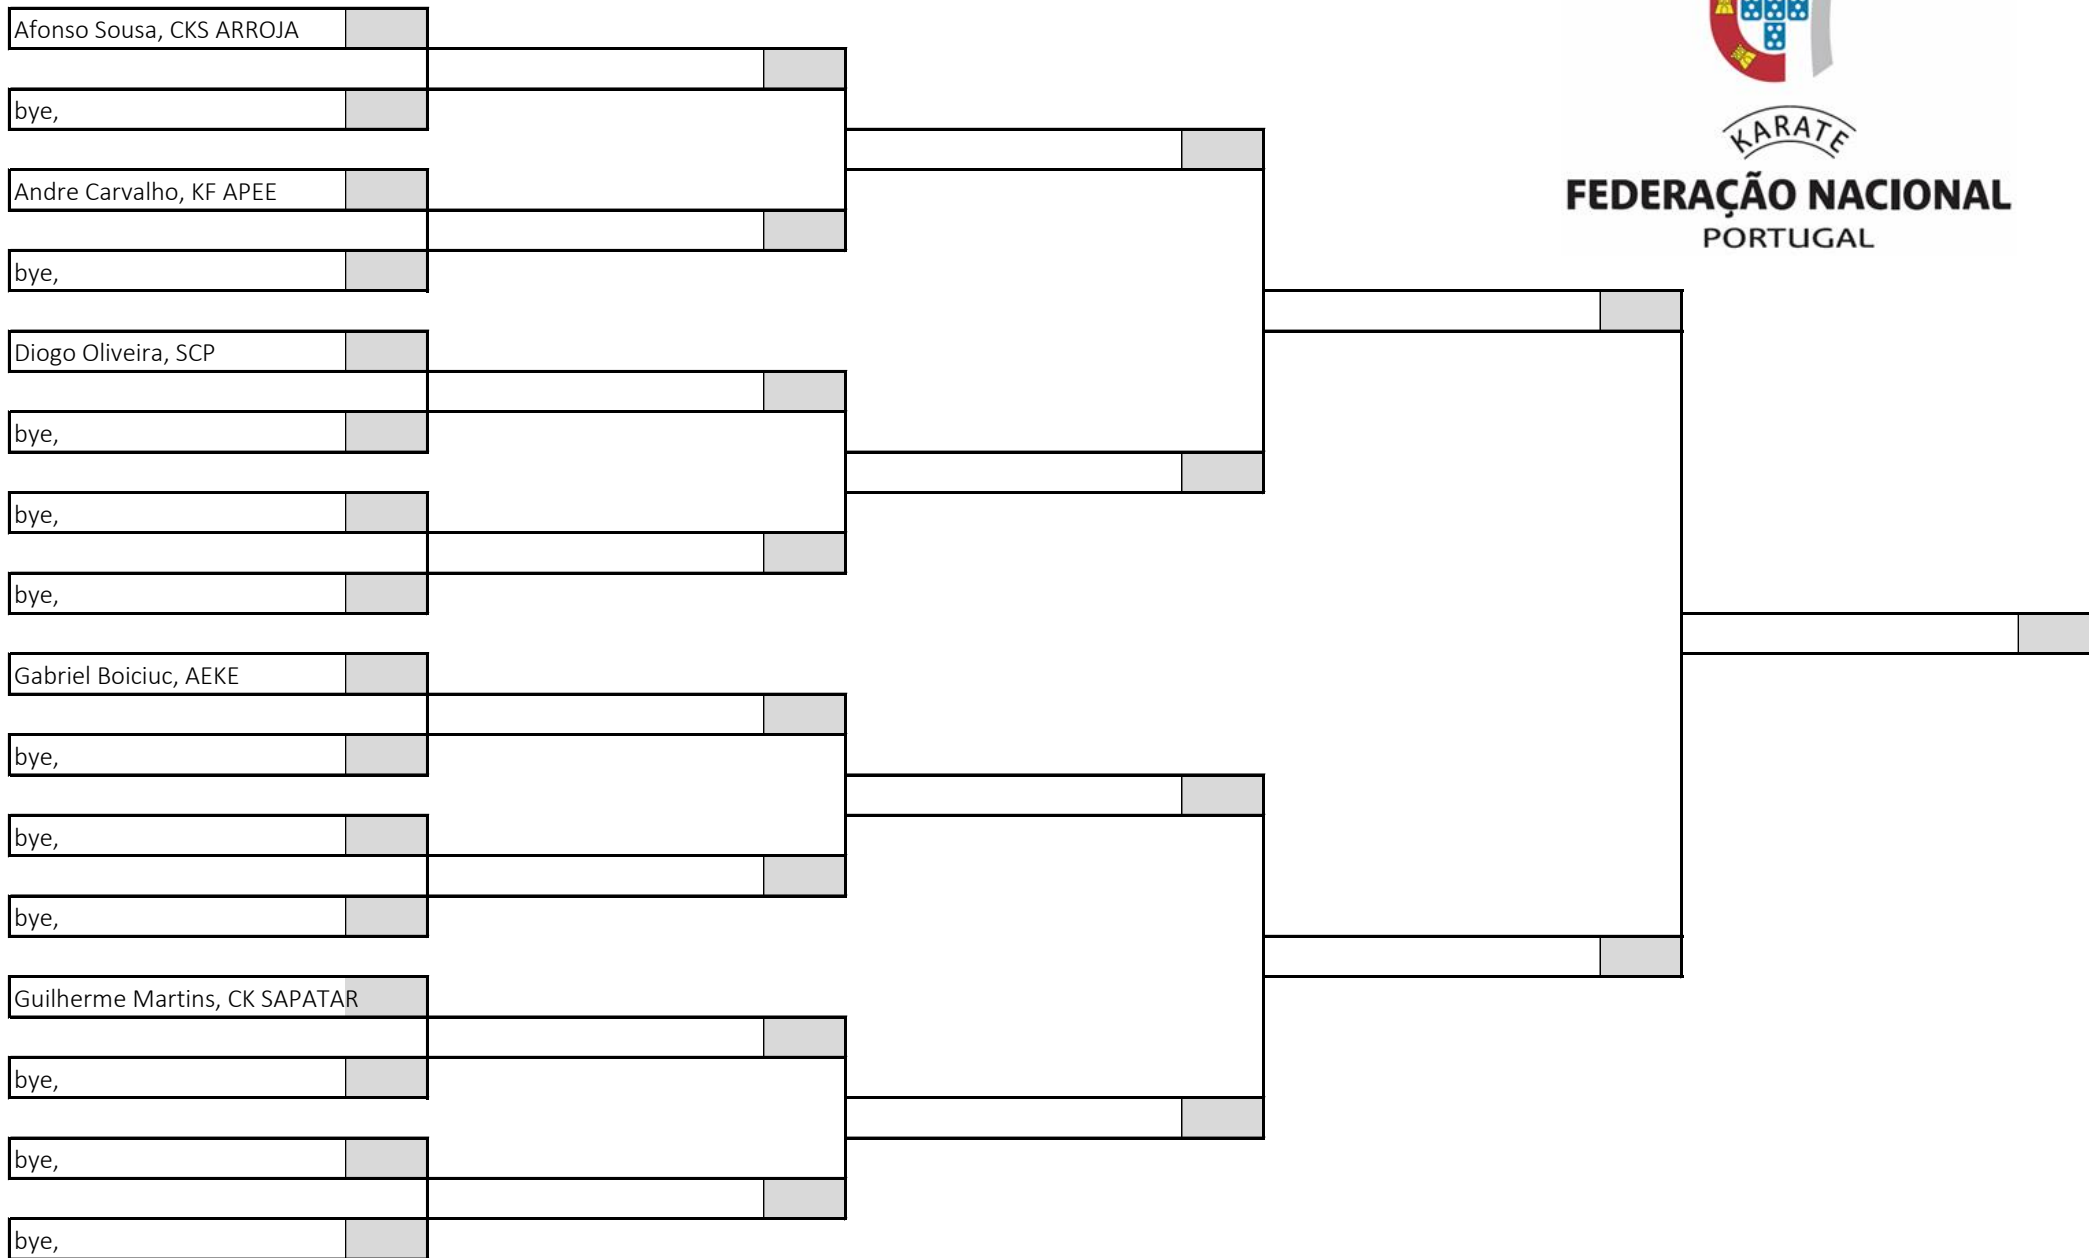 Afonso Sousa, CKS ARROJA
bye,
Andre Carvalho, KF APEE
bye,
Diogo Oliveira, SCP
bye,
bye,
bye,
Gabriel Boiciuc, AEKE
bye,
bye,
bye,
Guilherme Martins, CK SAPATAR
bye,
bye,
bye,
KARATE
FEDERAÇÃO NACIONAL
PORTUGAL